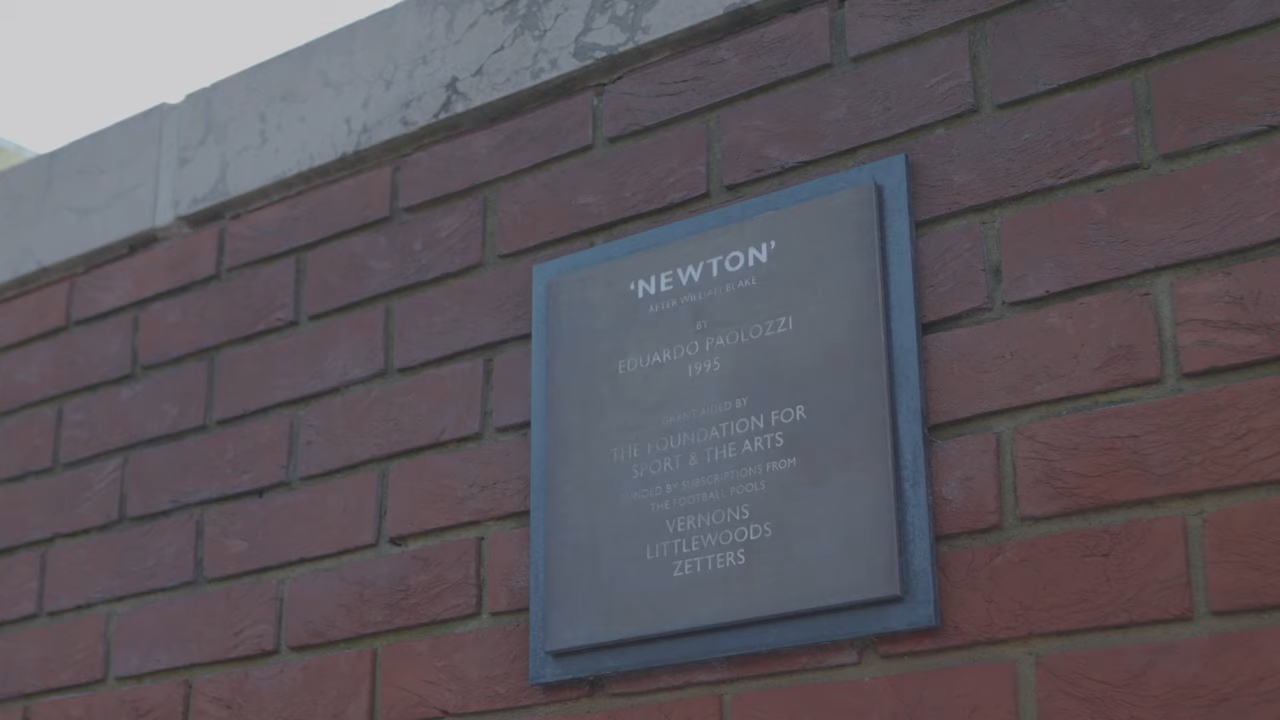 'NEWTON'
AFTER WILLIAM BLAKE
BY
EDUARDO PAOLOZZI
1995
GRANT AIDED BY
THE FOUNDATION FOR
SPORT & THE ARTS
FUNDED BY SUBSCRIPTIONS FROM
THE FOOTBALL POOLS
VERNONS
LITTLEWOODS
ZETTERS